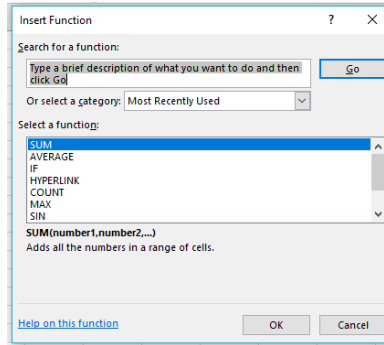 Insert Function ? ×
Search for a function:
Type a brief description of what you want to do and then
click Go
Go
Or select a category: Most Recently Used
Select a function:
SUM
AVERAGE
IF
HYPERLINK
COUNT
MAX
SIN
SUM(number1,number2,...)
Adds all the numbers in a range of cells.
Help on this function
OK
Cancel